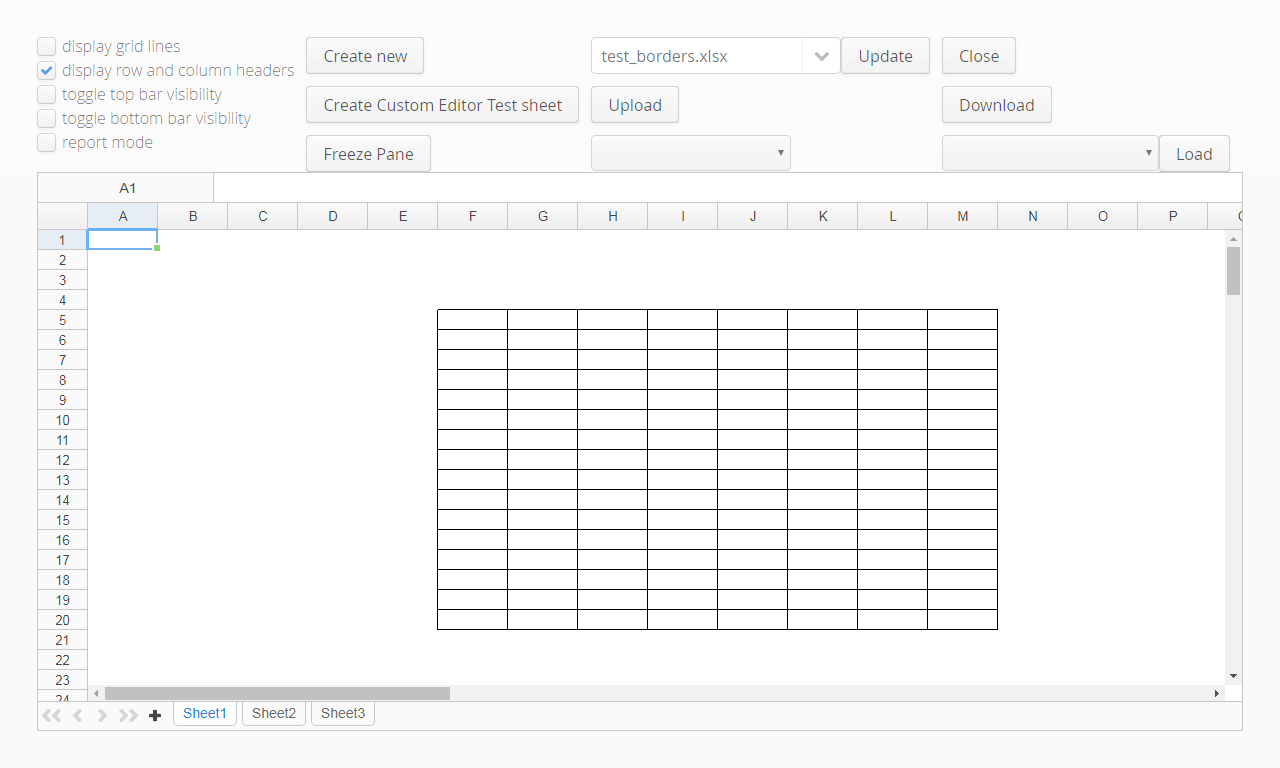 display grid lines
display row and column headers
toggle top bar visibility
toggle bottom bar visibility
report mode
Create new
test_borders.xlsx
Update
Close
Create Custom Editor Test sheet
Upload
Download
Freeze Pane
Load
A1
A B C D E F G H I J K L M N O P
1
2
3
4
5
6
7
8
9
10
11
12
13
14
15
16
17
18
19
20
21
22
23
24
Sheet1 Sheet2 Sheet3